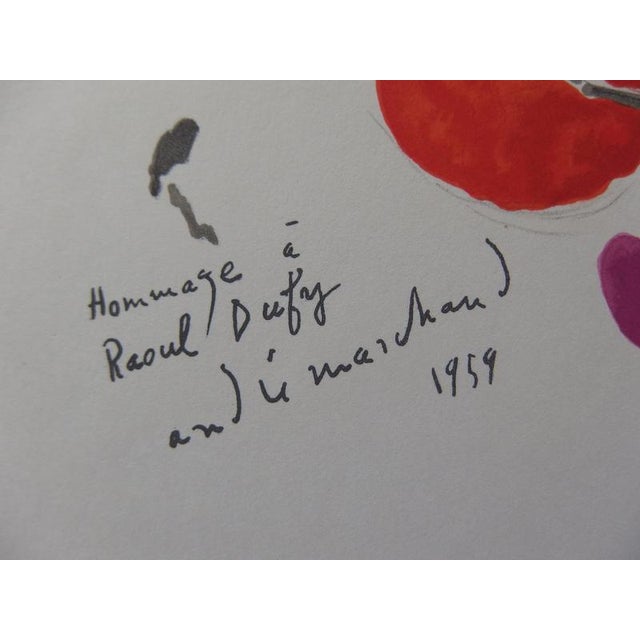 Hommage à
Raoul Dufy
andré marchand
1959